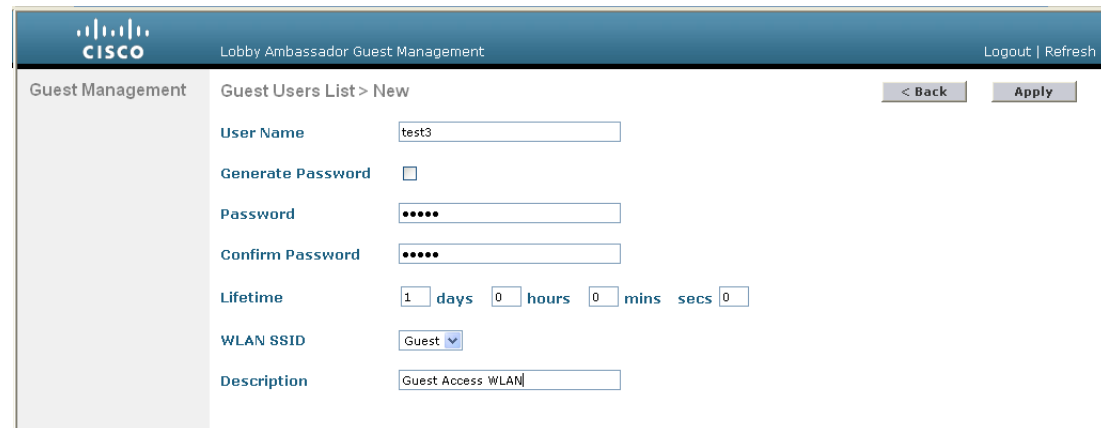 CISCO
Lobby Ambassador Guest Management
Logout | Refresh
Guest Management
Guest Users List > New
< Back
Apply
User Name test3
Generate Password
Password •••••
Confirm Password •••••
Lifetime 1 days 0 hours 0 mins secs 0
WLAN SSID Guest
Description Guest Access WLAN